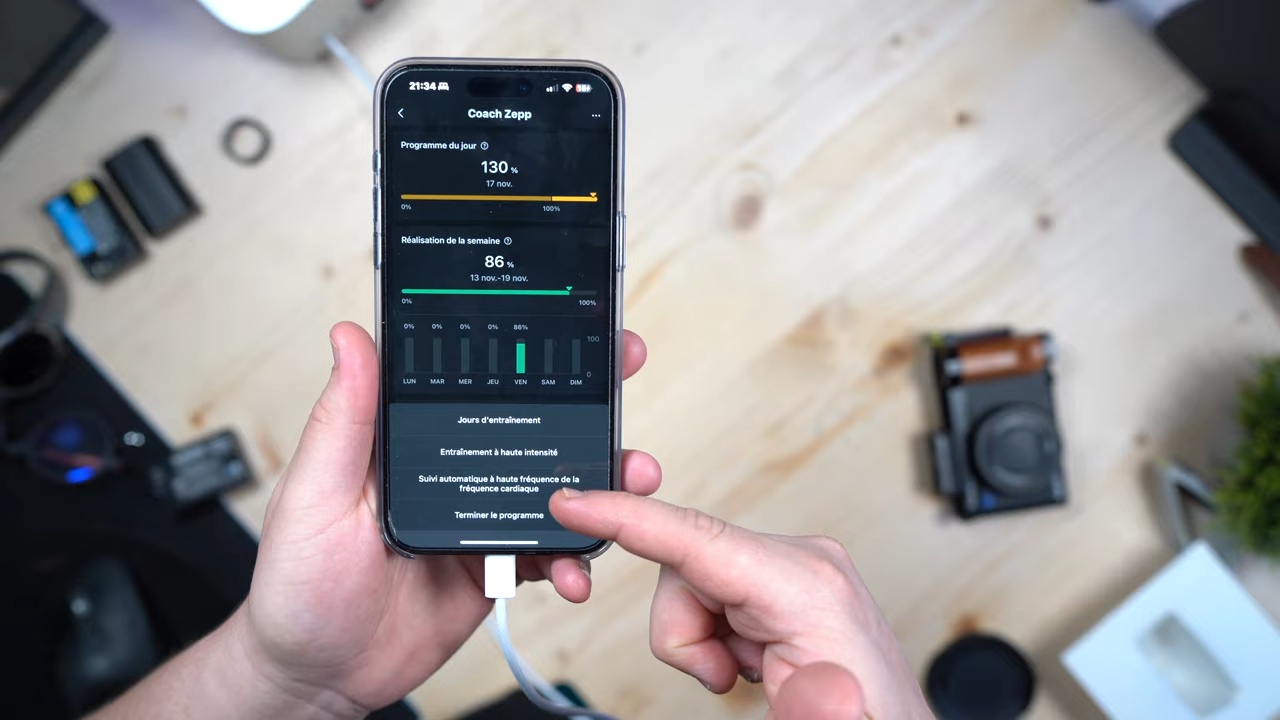 21:34
Coach Zepp
Programme du jour
130 %
17 nov.
0% 100%
Réalisation de la semaine
86 %
13 nov.-19 nov.
0% 100%
0% 0% 0% 0% 86%
100
0
LUN MAR MER JEU VEN SAM DIM
Jours d'entraînement
Entraînement à haute intensité
Suivi automatique à haute fréquence de la
fréquence cardiaque
Terminer le programme